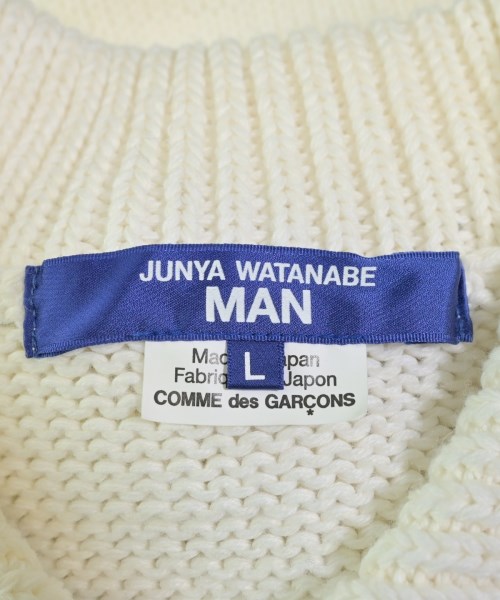 JUNYA WATANABE
MAN
L
Japon
COMME des GARÇONS